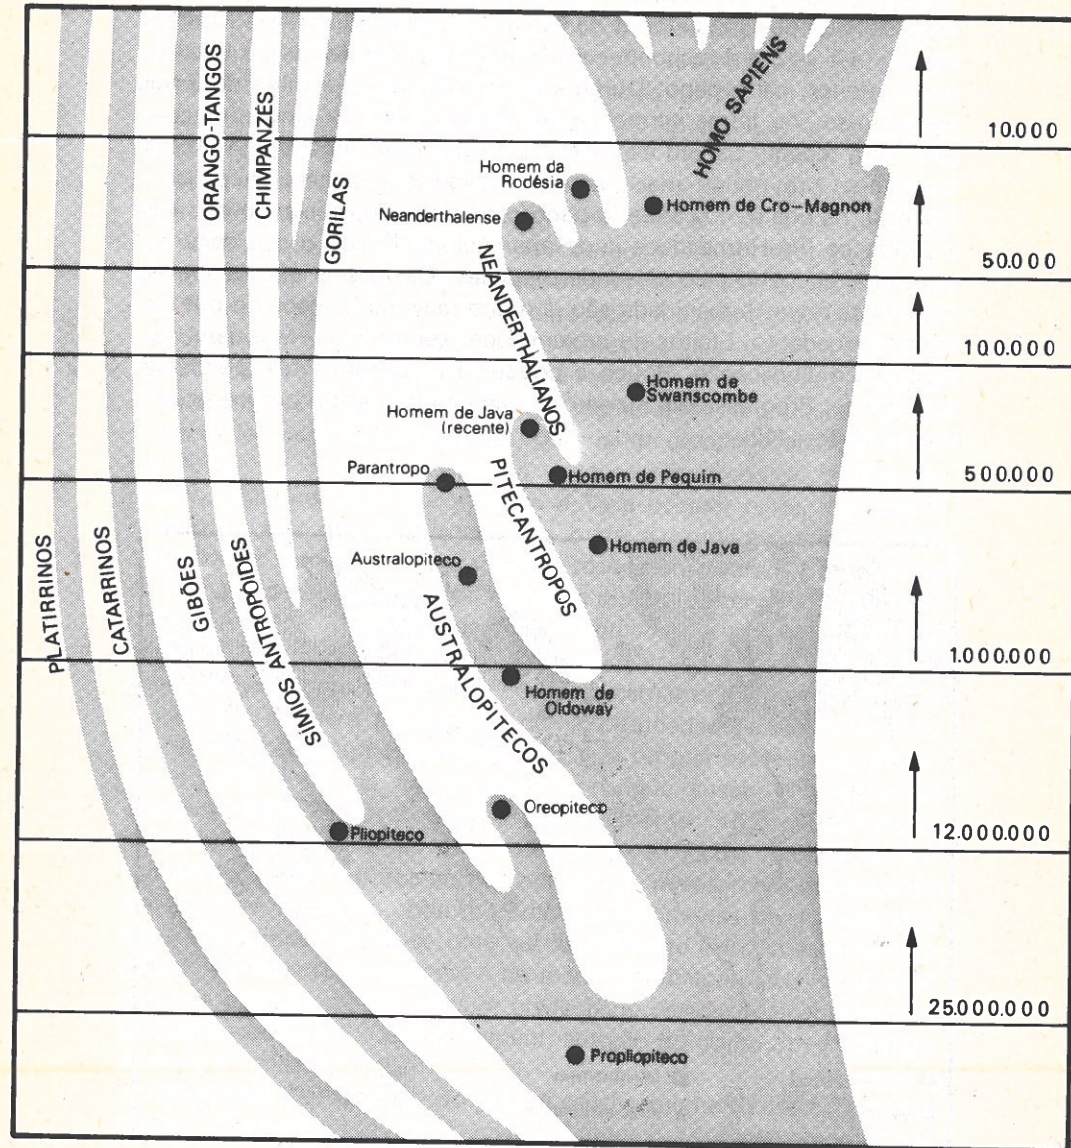 ORANGO-TANGOS
CHIMPANZÉS
GORILAS
HOMO SAPIENS
10.000
Homem da
Rodésia
Homem de Cro-Magnon
Neanderthalense
50.000
NEANDERTHALIANOS
100.000
Homem de
Swanscombe
Homem de Java
(recente)
Parantropo
PITECANTROPOS
Homem de Pequim
500.000
Homem de Java
Australopiteco
PLATIRRINOS
CATARRINOS
GIBÕES
SÍMIOS ANTROPÓIDES
AUSTRALOPITECOS
1.000.000
Homem de
Oldoway
Oreopiteco
Pliopiteco
12.000.000
25.000.000
Propliopiteco